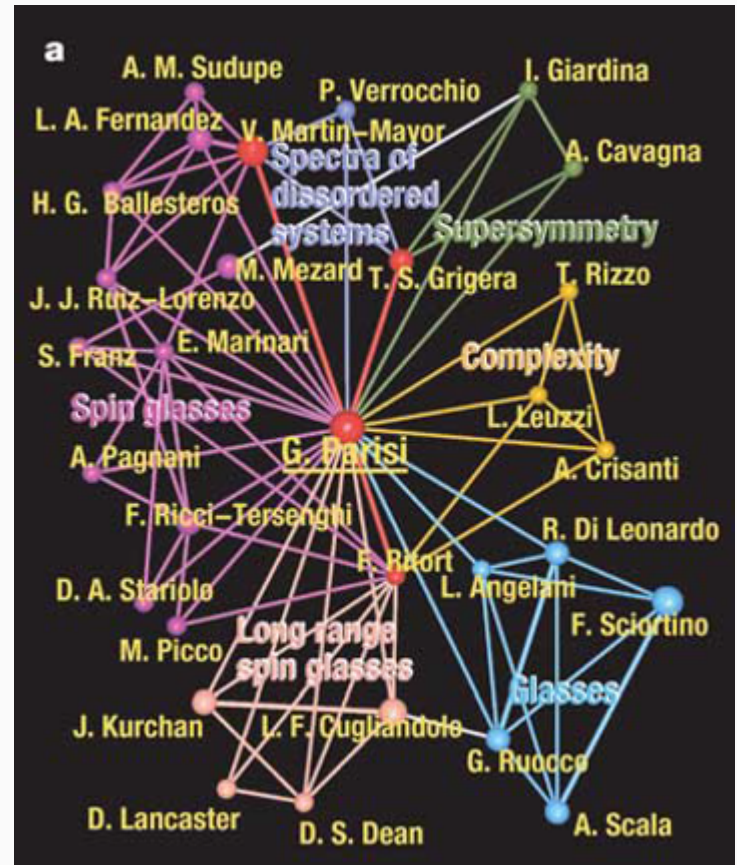 a
A. M. Sudupe
P. Verrocchio
I. Giardina
L. A. Fernandez
V. Martin–Mayor
Spectra of
dissordered
systems
A. Cavagna
H. G. Ballesteros
Supersymmetry
M. Mezard
T. S. Grigera
T. Rizzo
J. J. Ruiz–Lorenzo
E. Marinari
S. Franz
Complexity
Spin glasses
L. Leuzzi
G. Parisi
A. Pagnani
A. Crisanti
F. Ricci–Tersenghi
R. Di Leonardo
F. Ritort
L. Angelani
D. A. Stariolo
F. Sciortino
M. Picco
Long range
spin glasses
Glasses
J. Kurchan
L. F. Cugliandolo
G. Ruocco
D. Lancaster
D. S. Dean
A. Scala